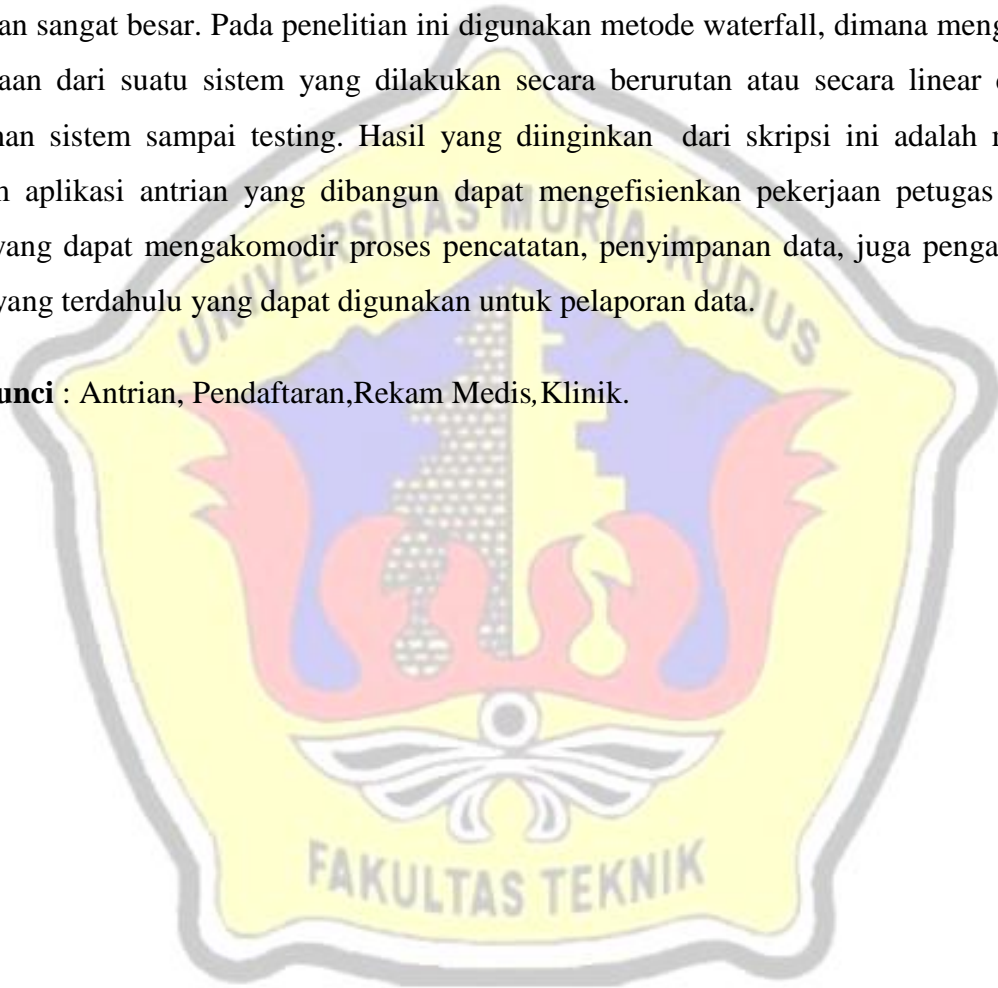 an sangat besar. Pada penelitian ini digunakan metode waterfall, dimana meng
aan dari suatu sistem yang dilakukan secara berurutan atau secara linear
an sistem sampai testing. Hasil yang diinginkan dari skripsi ini adalah
aplikasi antrian yang dibangun dapat mengefisienkan pekerjaan petugas
yang dapat mengakomodir proses pencatatan, penyimpanan data, juga penga
yang terdahulu yang dapat digunakan untuk pelaporan data.
unci : Antrian, Pendaftaran,Rekam Medis,Klinik.
UNIVERSITAS MURIA KUDUS
FAKULTAS TEKNIK